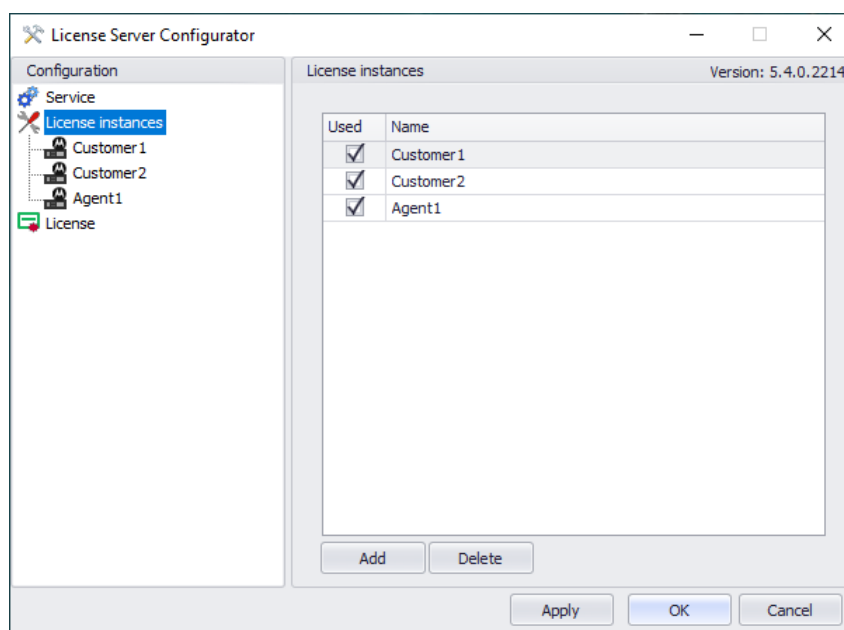 License Server Configurator
Configuration
Service
License instances
Customer1
Customer2
Agent1
License
License instances
Version: 5.4.0.2214
Used Name
Customer1
Customer2
Agent1
Add Delete
Apply OK Cancel